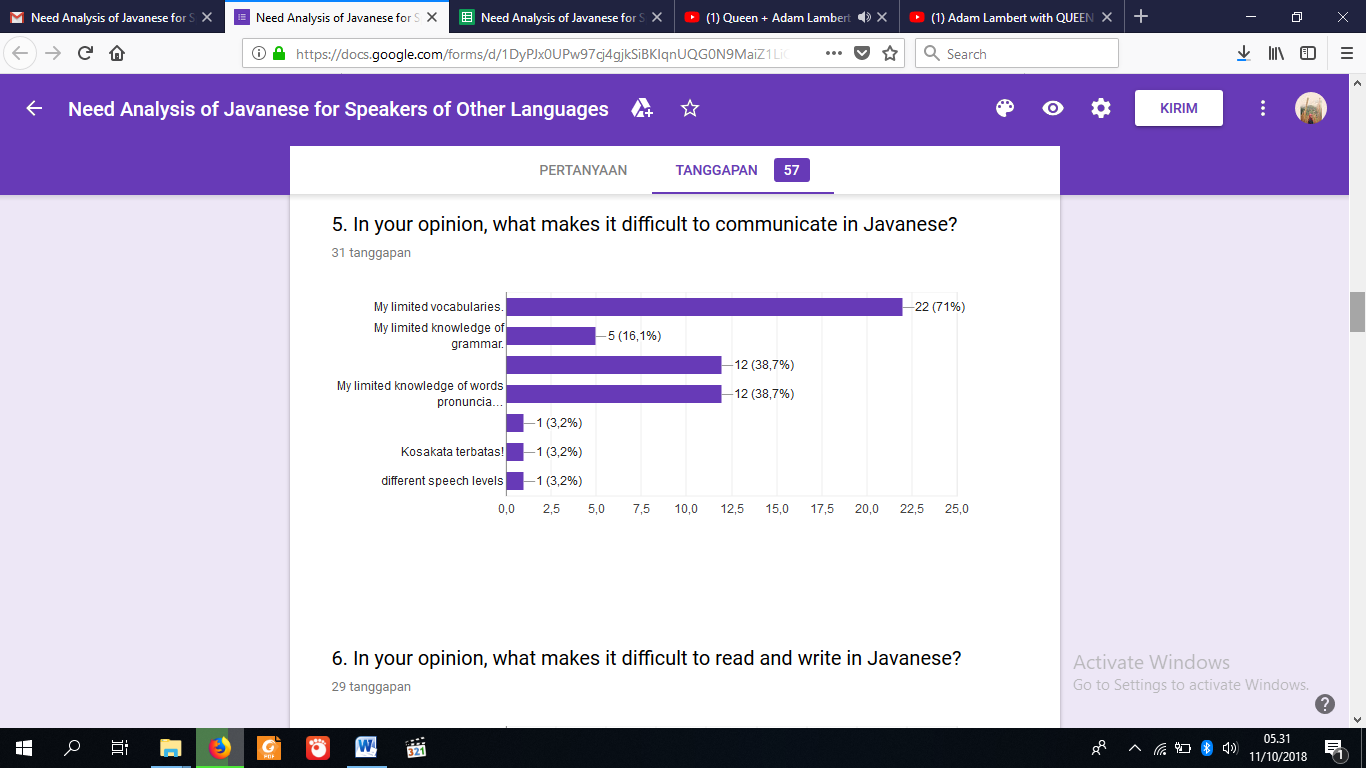 Need Analysis of Javanese for S
Need Analysis of Javanese for S
Need Analysis of Javanese for S
(1) Queen + Adam Lambert
(1) Adam Lambert with QUEEN
https://docs.google.com/forms/d/1DyPJx0UPw97cj4gjkSiBKIqnUQG0N9MaiZ1Li
Search
Need Analysis of Javanese for Speakers of Other Languages
KIRIM
PERTANYAAN
TANGGAPAN 57
5. In your opinion, what makes it difficult to communicate in Javanese?
31 tanggapan
My limited vocabularies.
22 (71%)
My limited knowledge of
grammar.
5 (16,1%)
12 (38,7%)
My limited knowledge of words
pronuncia...
12 (38,7%)
1 (3,2%)
Kosakata terbatas!
1 (3,2%)
different speech levels
1 (3,2%)
0,0 2,5 5,0 7,5 10,0 12,5 15,0 17,5 20,0 22,5 25,0
6. In your opinion, what makes it difficult to read and write in Javanese?
29 tanggapan
Activate Windows
Go to Settings to activate Windows.
PDF
W
321
05.31
11/10/2018
1